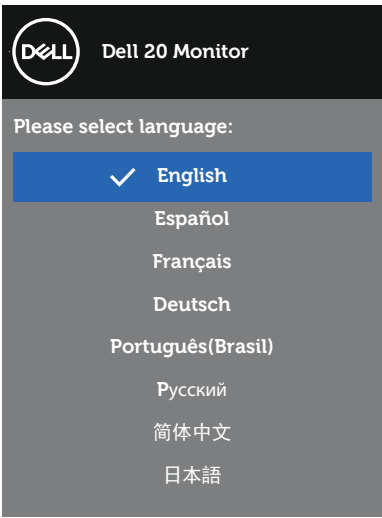 DELL
Dell 20 Monitor
Please select language:
English
Español
Français
Deutsch
Português(Brasil)
Русский
简体中文
日本語